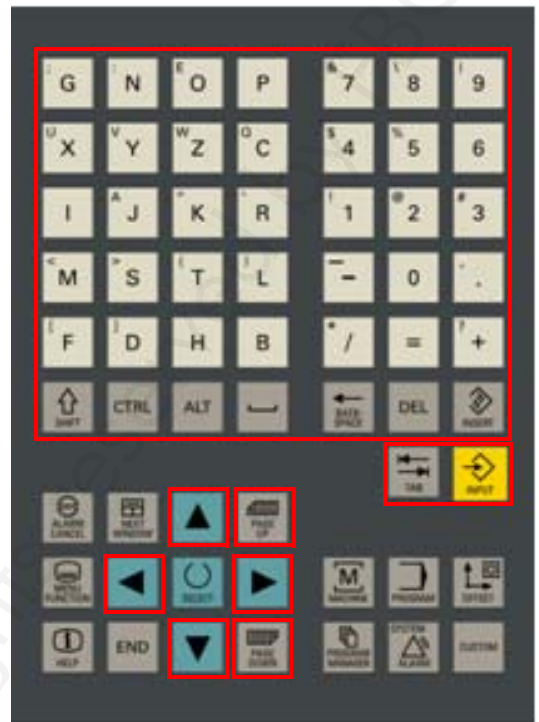 ; G : N E O P & 7 \ 8 | 9
U X V Y W Z Q C $ 4 % 5 6
I A J ^ K ' R ! 1 @ 2 # 3
< M > S ( T ) L - 0 .
[ F ] D H B * / = ? +
SHIFT CTRL ALT BACK- DEL INSERT
SPACE
TAB INPUT
ALARM NEXT PAGE
CANCEL WINDOW UP
MENU SELECT M
FUNCTION MACHINE PROGRAM OFFSET
HELP END PAGE PROGRAM SYSTEM CUSTOM
DOWN MANAGER ALARM